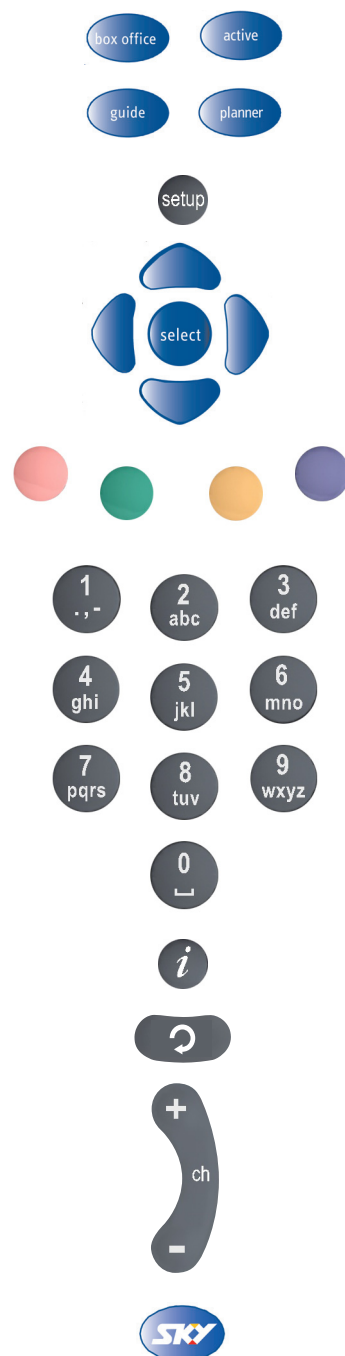 box office
active
guide
planner
setup
select
1
.,-
2
abc
3
def
4
ghi
5
jkl
6
mno
7
pqrs
8
tuv
9
wxyz
0
i
+
ch
-
SKY